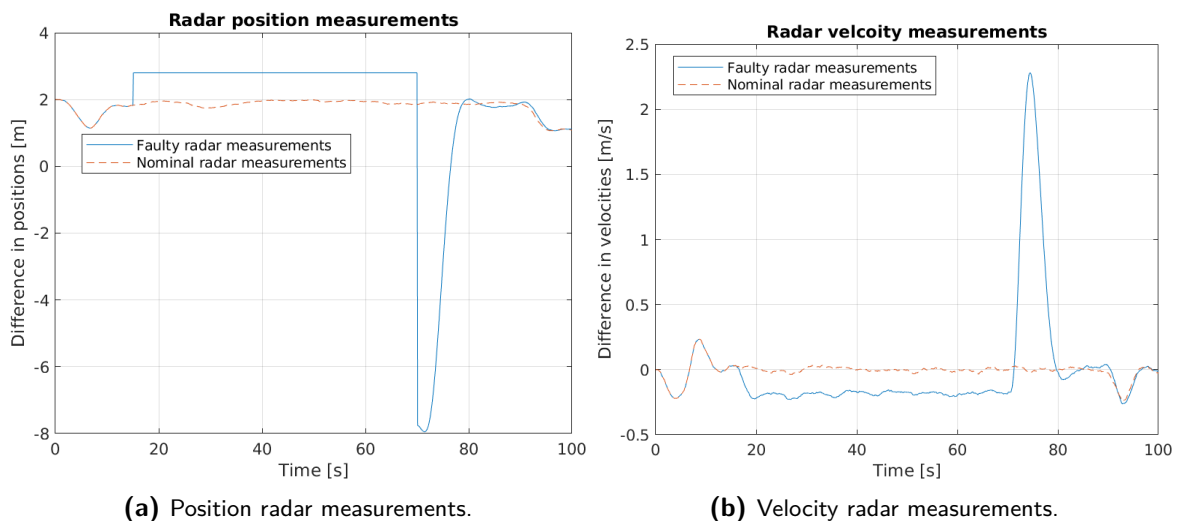 Radar position measurements
4
2
0
-2
-4
-6
-8
Difference in positions [m]
Faulty radar measurements
Nominal radar measurements
0
20
40
60
80
100
Time [s]
(a) Position radar measurements.
Radar velcoity measurements
2.5
2
1.5
1
0.5
0
-0.5
Difference in velocities [m/s]
Faulty radar measurements
Nominal radar measurements
0
20
40
60
80
100
Time [s]
(b) Velocity radar measurements.